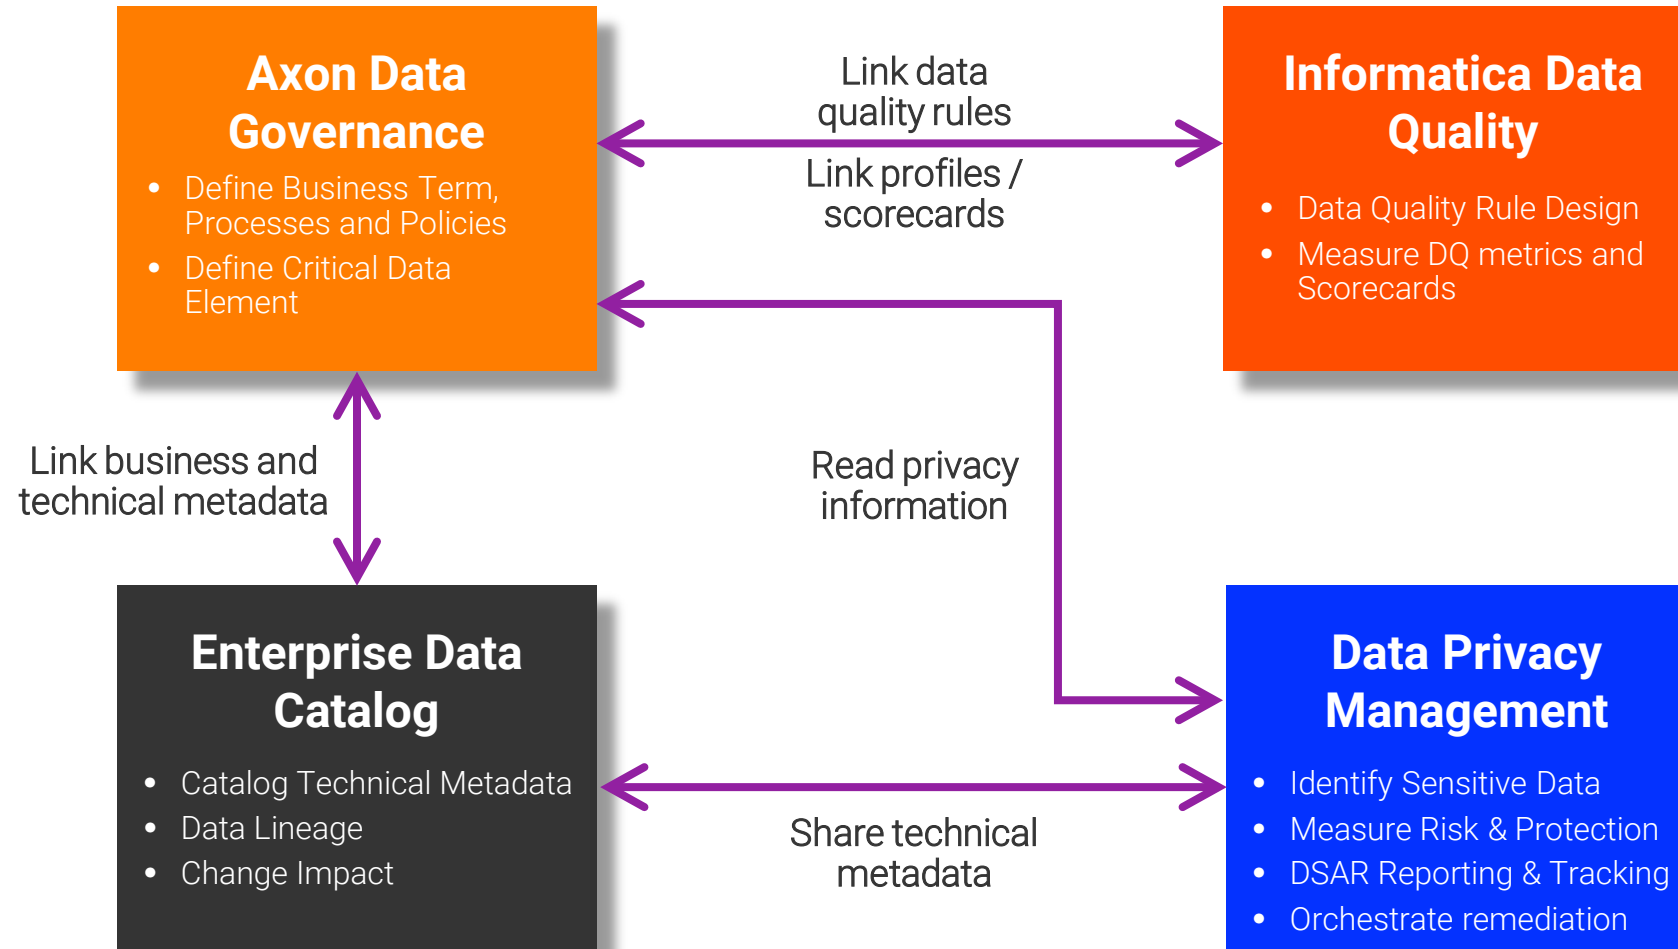 Axon Data
Governance
• Define Business Term,
Processes and Policies
• Define Critical Data
Element
Link data
quality rules
Link profiles /
scorecards
Informatica Data
Quality
• Data Quality Rule Design
• Measure DQ metrics and
Scorecards
Link business and
technical metadata
Read privacy
information
Enterprise Data
Catalog
• Catalog Technical Metadata
• Data Lineage
• Change Impact
Share technical
metadata
Data Privacy
Management
• Identify Sensitive Data
• Measure Risk & Protection
• DSAR Reporting & Tracking
• Orchestrate remediation